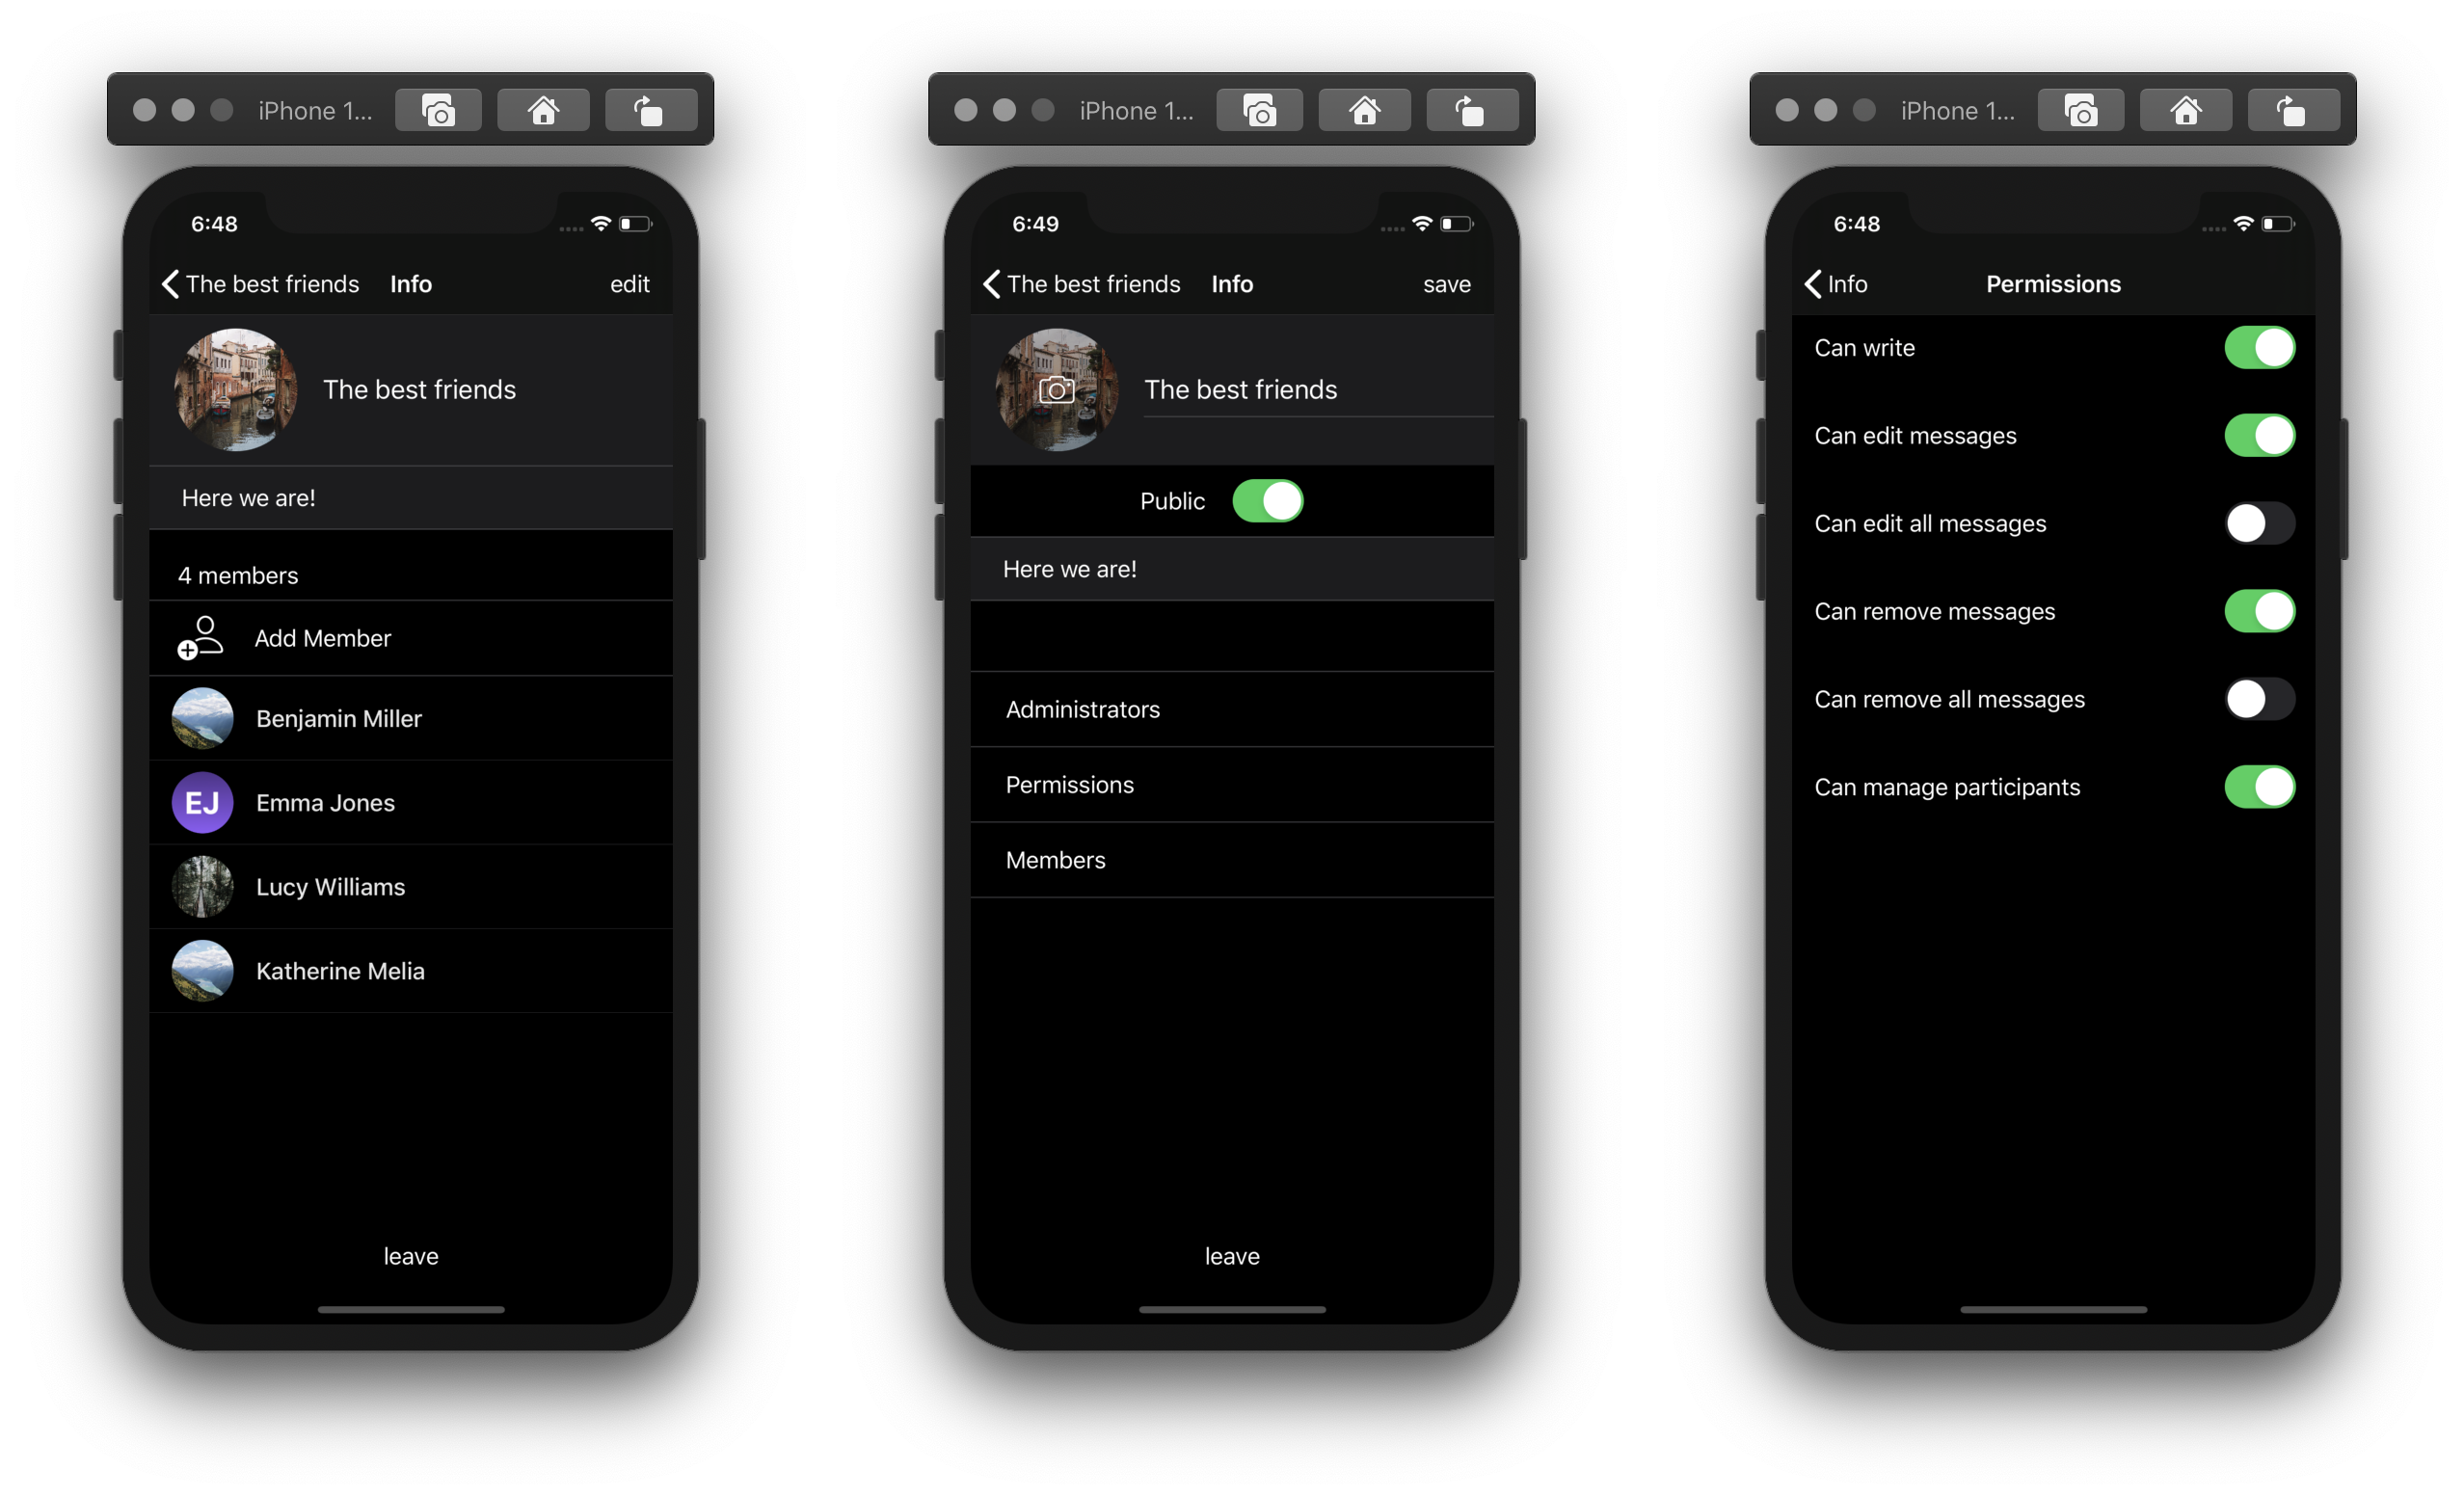 iPhone 1...
6:48
The best friends Info edit
The best friends
Here we are!
4 members
Add Member
Benjamin Miller
EJ Emma Jones
Lucy Williams
Katherine Melia
leave
iPhone 1...
6:49
The best friends Info save
The best friends
Public
Here we are!
Administrators
Permissions
Members
leave
iPhone 1...
6:48
Info Permissions
Can write
Can edit messages
Can edit all messages
Can remove messages
Can remove all messages
Can manage participants